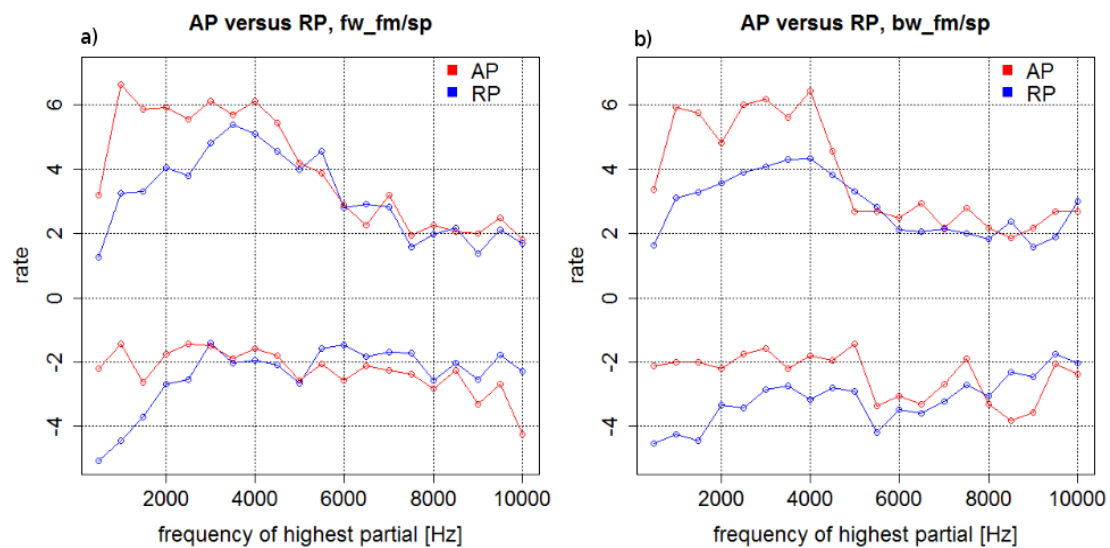 a)
AP versus RP, fw_fm/sp
AP
RP
6
4
2
0
-2
-4
rate
2000 4000 6000 8000 10000
frequency of highest partial [Hz]
b)
AP versus RP, bw_fm/sp
AP
RP
6
4
2
0
-2
-4
rate
2000 4000 6000 8000 10000
frequency of highest partial [Hz]